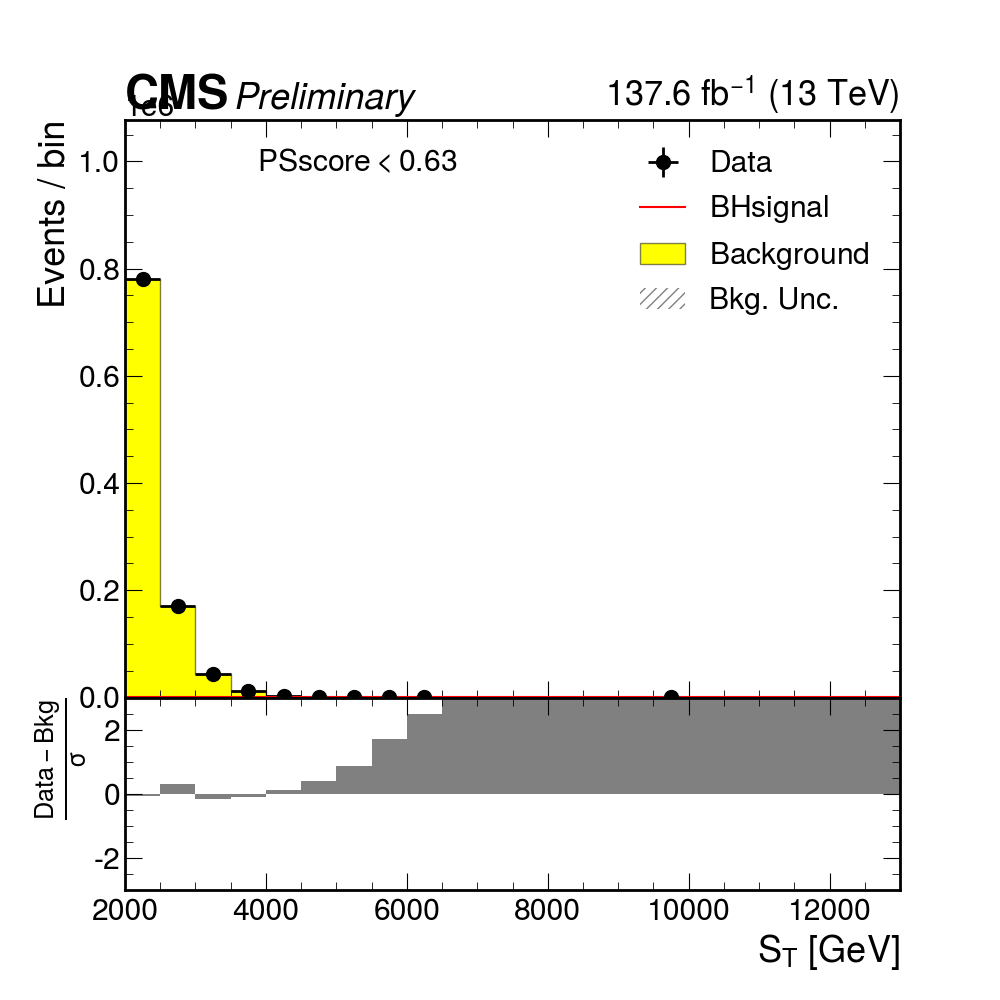 CMS Preliminary
137.6 fb⁻¹ (13 TeV)
1e6
Events / bin
1.0
0.8
0.6
0.4
0.2
0.0
PSscore < 0.63
Data
BHsignal
Background
Bkg. Unc.
Data – Bkg
σ
2
0
-2
2000 4000 6000 8000 10000 12000
S_T [GeV]